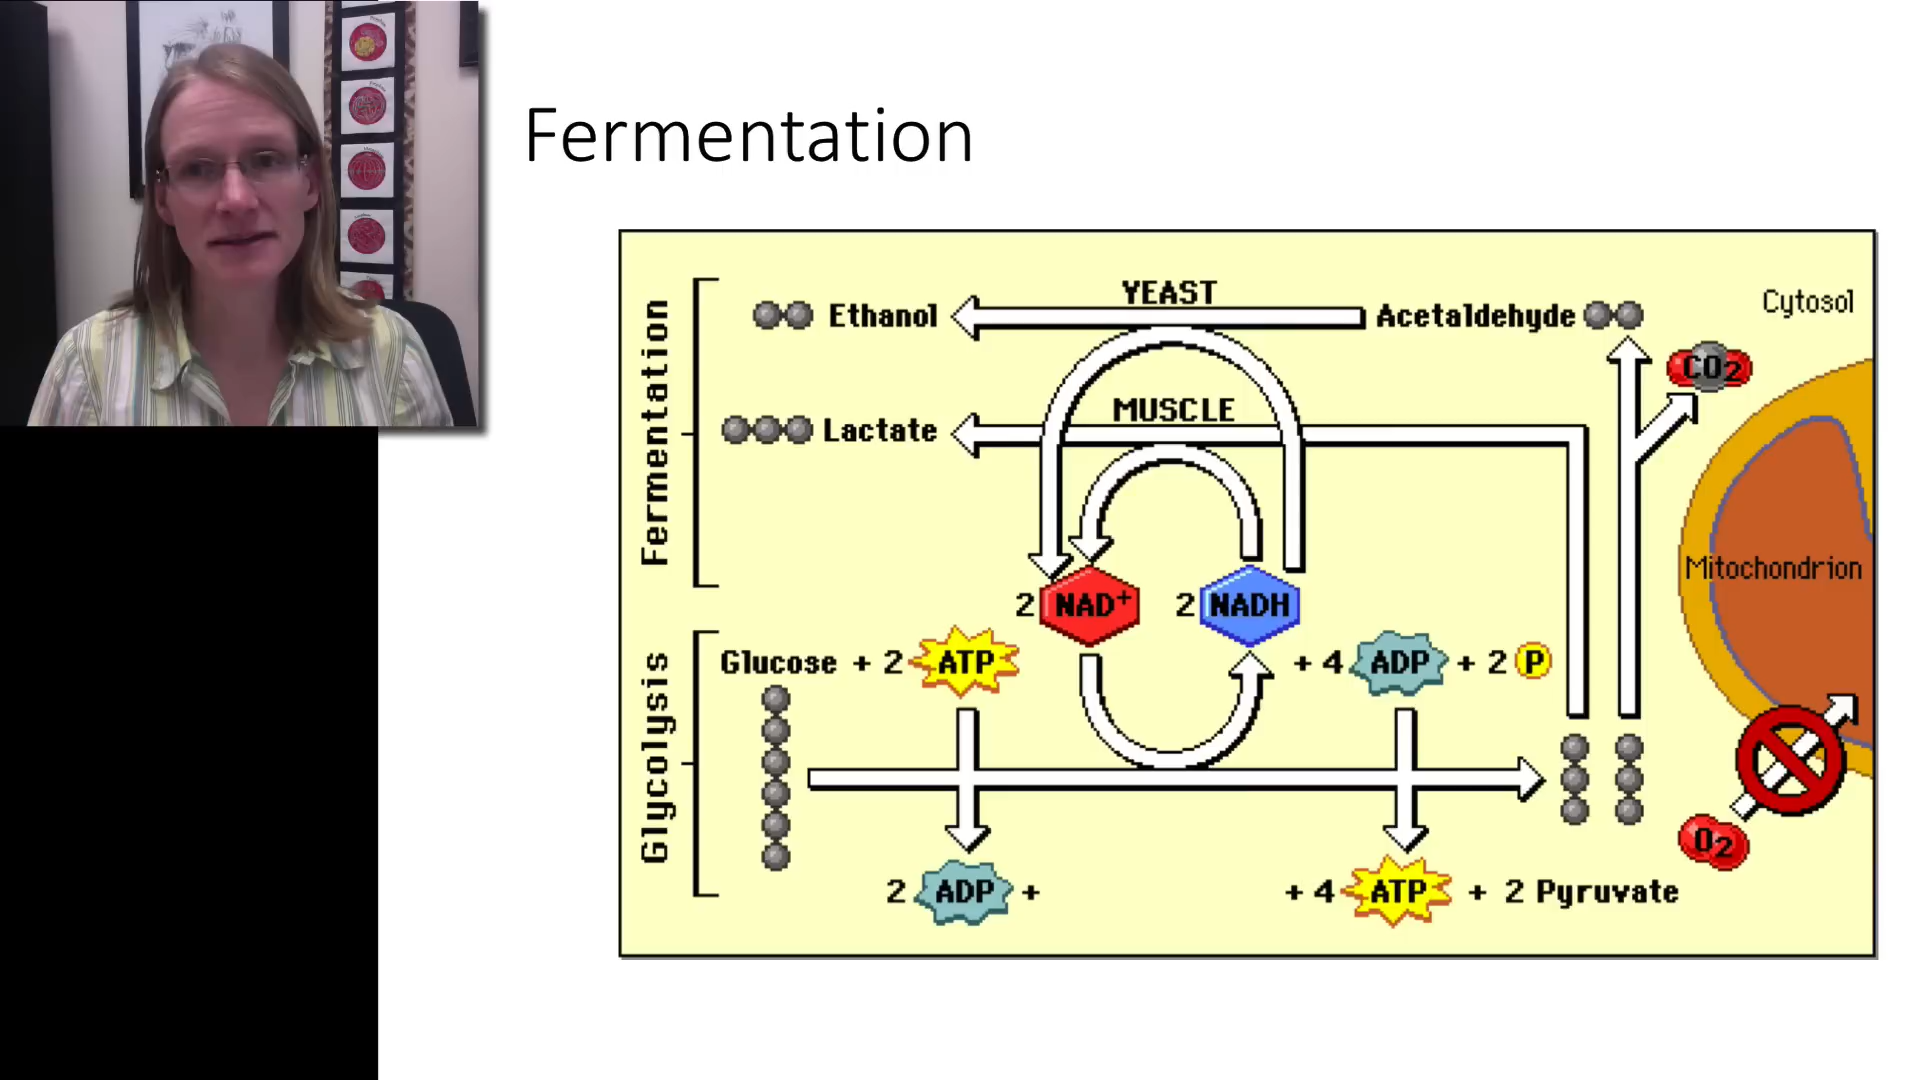 Fermentation
Fermentation
YEAST
Ethanol
Acetaldehyde
Cytosol
CO2
MUSCLE
Lactate
Mitochondrion
2 NAD+
2 NADH
Glycolysis
Glucose + 2 ATP
+ 4 ADP + 2 P
O2
2 ADP +
+ 4 ATP + 2 Pyruvate